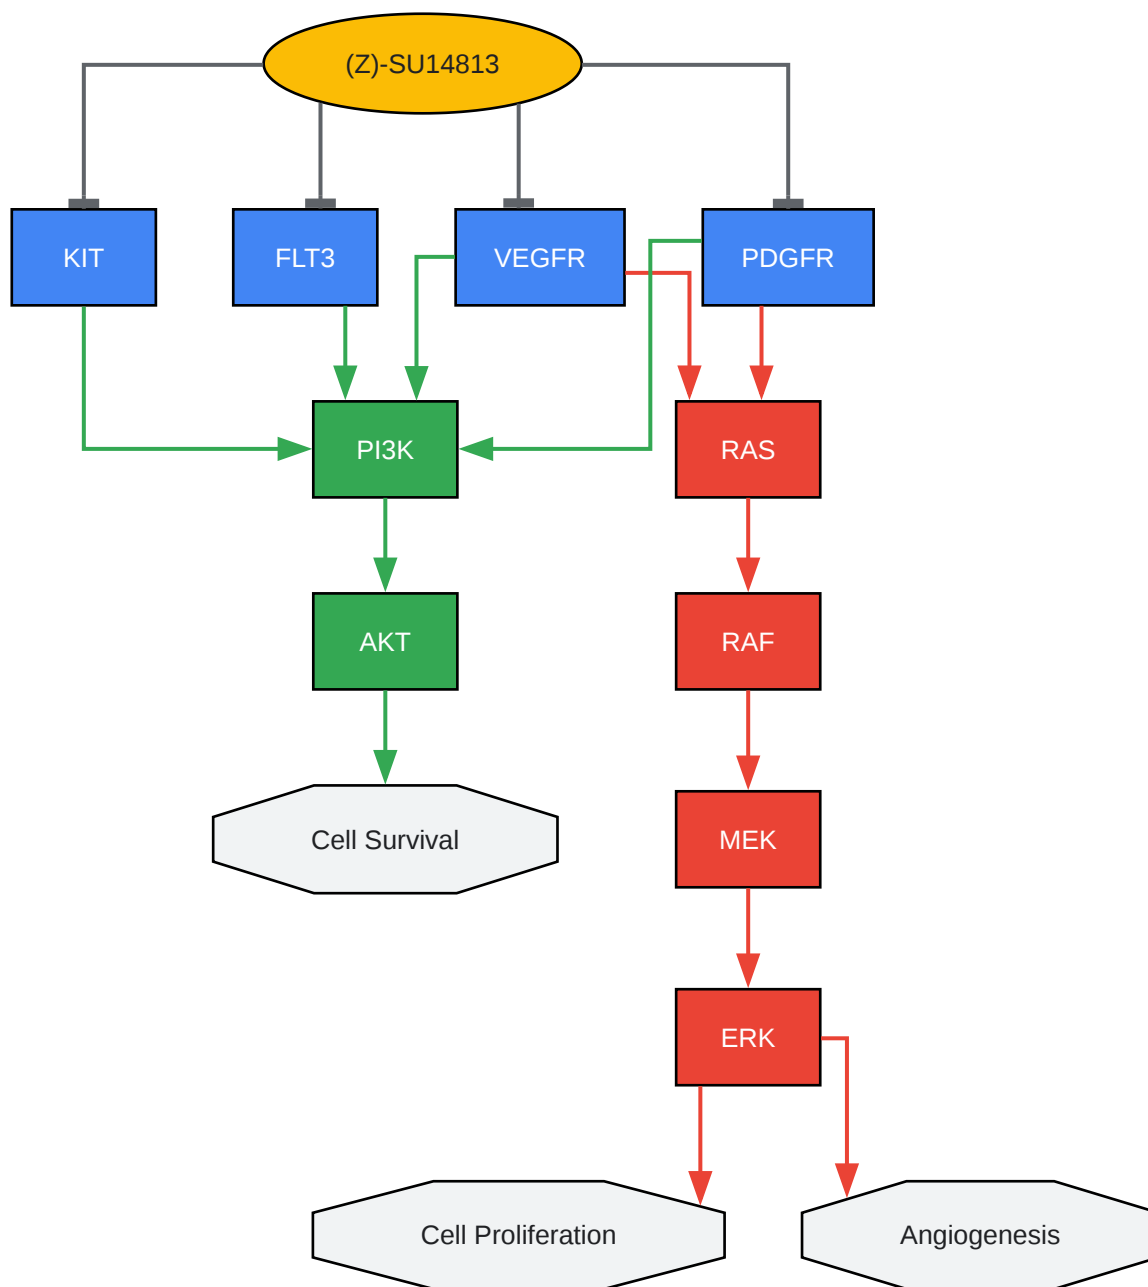 (Z)-SU14813
KIT
FLT3
VEGFR
PDGFR
PI3K
RAS
AKT
RAF
Cell Survival
MEK
ERK
Cell Proliferation
Angiogenesis